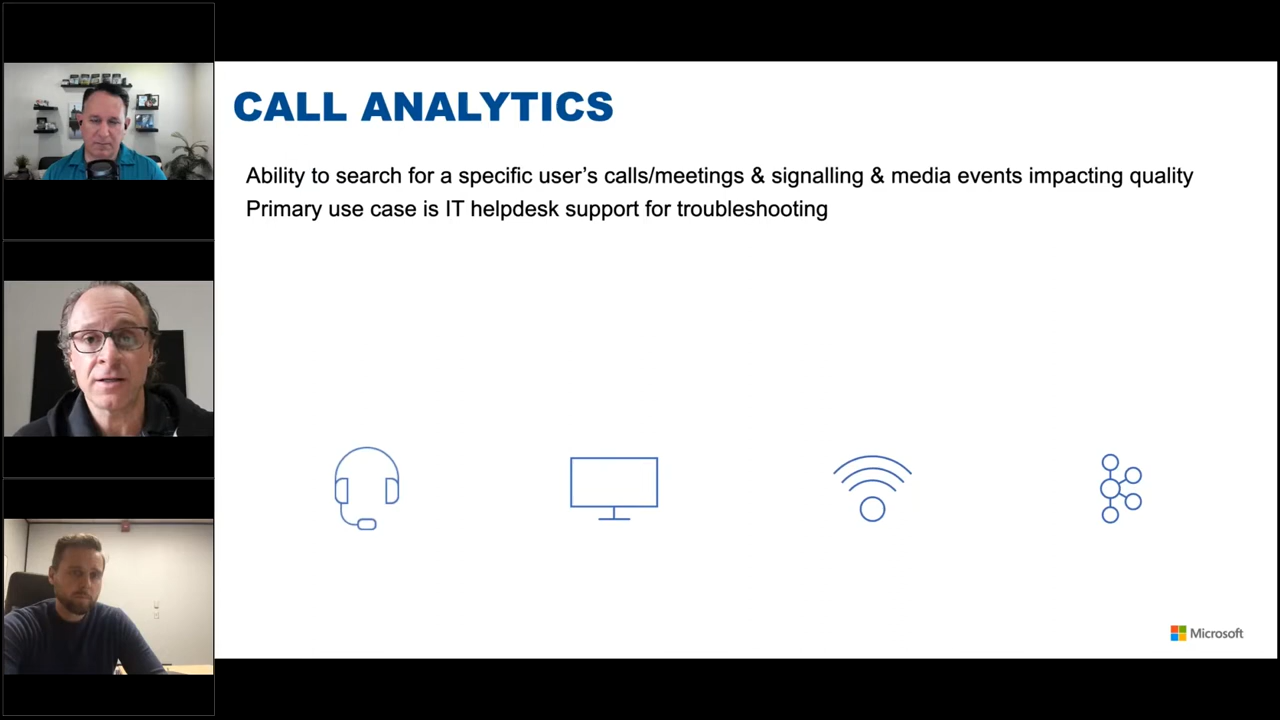 CALL ANALYTICS
Ability to search for a specific user’s calls/meetings & signalling & media events impacting quality
Primary use case is IT helpdesk support for troubleshooting
Microsoft